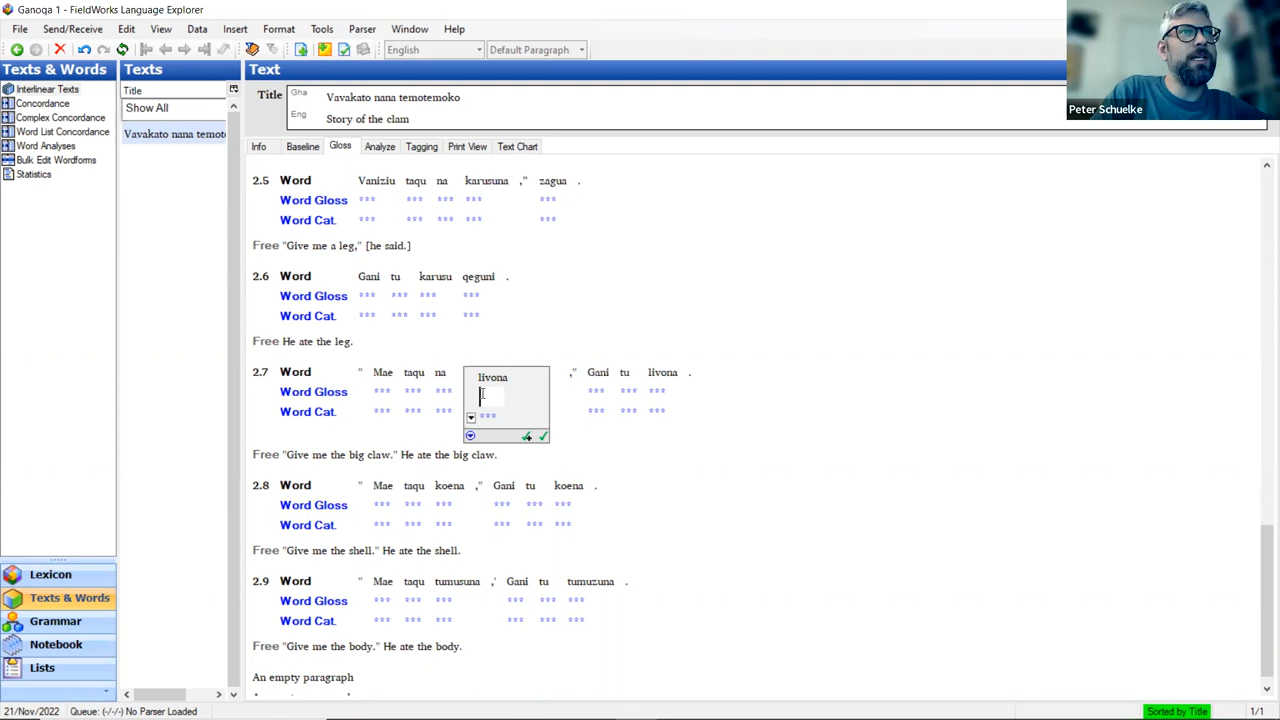 Ganoqa 1 - FieldWorks Language Explorer
File Send/Receive Edit View Data Insert Format Tools Parser Window Help
English Default Paragraph
Texts & Words
Interlinear Texts
Concordance
Complex Concordance
Word List Concordance
Word Analyses
Bulk Edit Wordforms
Statistics
Lexicon
Texts & Words
Grammar
Notebook
Lists
Texts
Title
Show All
Vavakato nana temot
Text
Title Gha Vavakato nana temotemoko
Eng Story of the clam
Info Baseline Gloss Analyze Tagging Print View Text Chart
2.5 Word Vaniziu taqu na karusuna ," zagua .
Word Gloss *** *** *** *** ***
Word Cat. *** *** *** *** ***
Free "Give me a leg," [he said.]
2.6 Word Gani tu karusu qeguni .
Word Gloss *** *** *** ***
Word Cat. *** *** *** ***
Free He ate the leg.
2.7 Word " Mae taqu na livona ," Gani tu livona .
Word Gloss *** *** *** *** *** ***
Word Cat. *** *** *** *** *** *** ***
Free "Give me the big claw." He ate the big claw.
2.8 Word " Mae taqu koena ," Gani tu koena .
Word Gloss *** *** *** *** *** ***
Word Cat. *** *** *** *** *** ***
Free "Give me the shell." He ate the shell.
2.9 Word " Mae taqu tumusuna ,' Gani tu tumuzuna .
Word Gloss *** *** *** *** *** ***
Word Cat. *** *** *** *** *** ***
Free "Give me the body." He ate the body.
An empty paragraph
Peter Schuelke
21/Nov/2022 Queue: (-/-/-) No Parser Loaded Sorted by Title 1/1